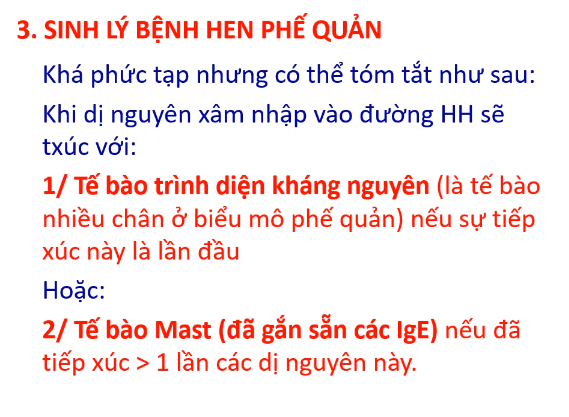 3. SINH LÝ BỆNH HEN PHẾ QUẢN
Khá phức tạp nhưng có thể tóm tắt như sau:
Khi dị nguyên xâm nhập vào đường HH sẽ
txúc với:
1/ Tế bào trình diện kháng nguyên (là tế bào
nhiều chân ở biểu mô phế quản) nếu sự tiếp
xúc này là lần đầu
Hoặc:
2/ Tế bào Mast (đã gắn sẵn các IgE) nếu đã
tiếp xúc > 1 lần các dị nguyên này.